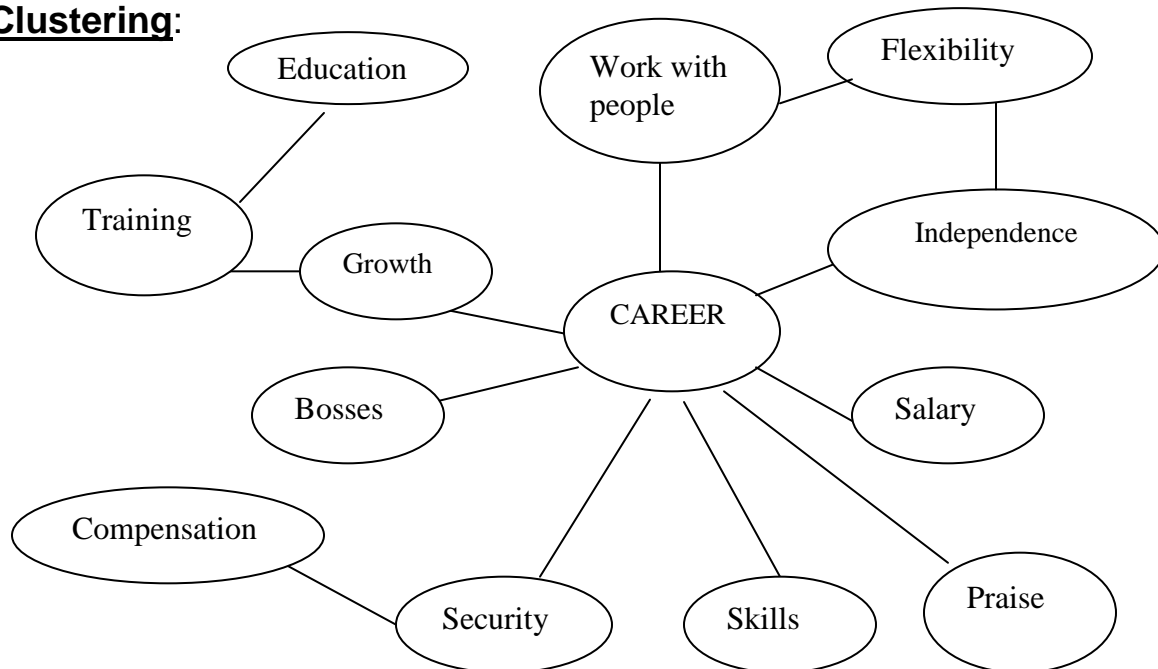 Clustering:
Education
Work with
people
Flexibility
Training
Growth
Independence
CAREER
Bosses
Salary
Compensation
Security
Skills
Praise